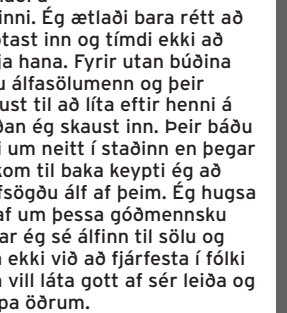 inni. Ég ætlaði bara rétt að
tast inn og tímdi ekki að
ja hana. Fyrir utan búðina
u álfasölumenn og þeir
ust til að líta eftir henni á
ðan ég skaust inn. Þeir báðu
i um neitt í staðinn en þegar
kom til baka keypti ég að
fsögðu álf af þeim. Ég hugsa
af um þessa góðmennsku
ar ég sé álfinn til sölu og
ekki við að fjárfesta í fólki
vill láta gott af sér leiða og
pa öðrum.